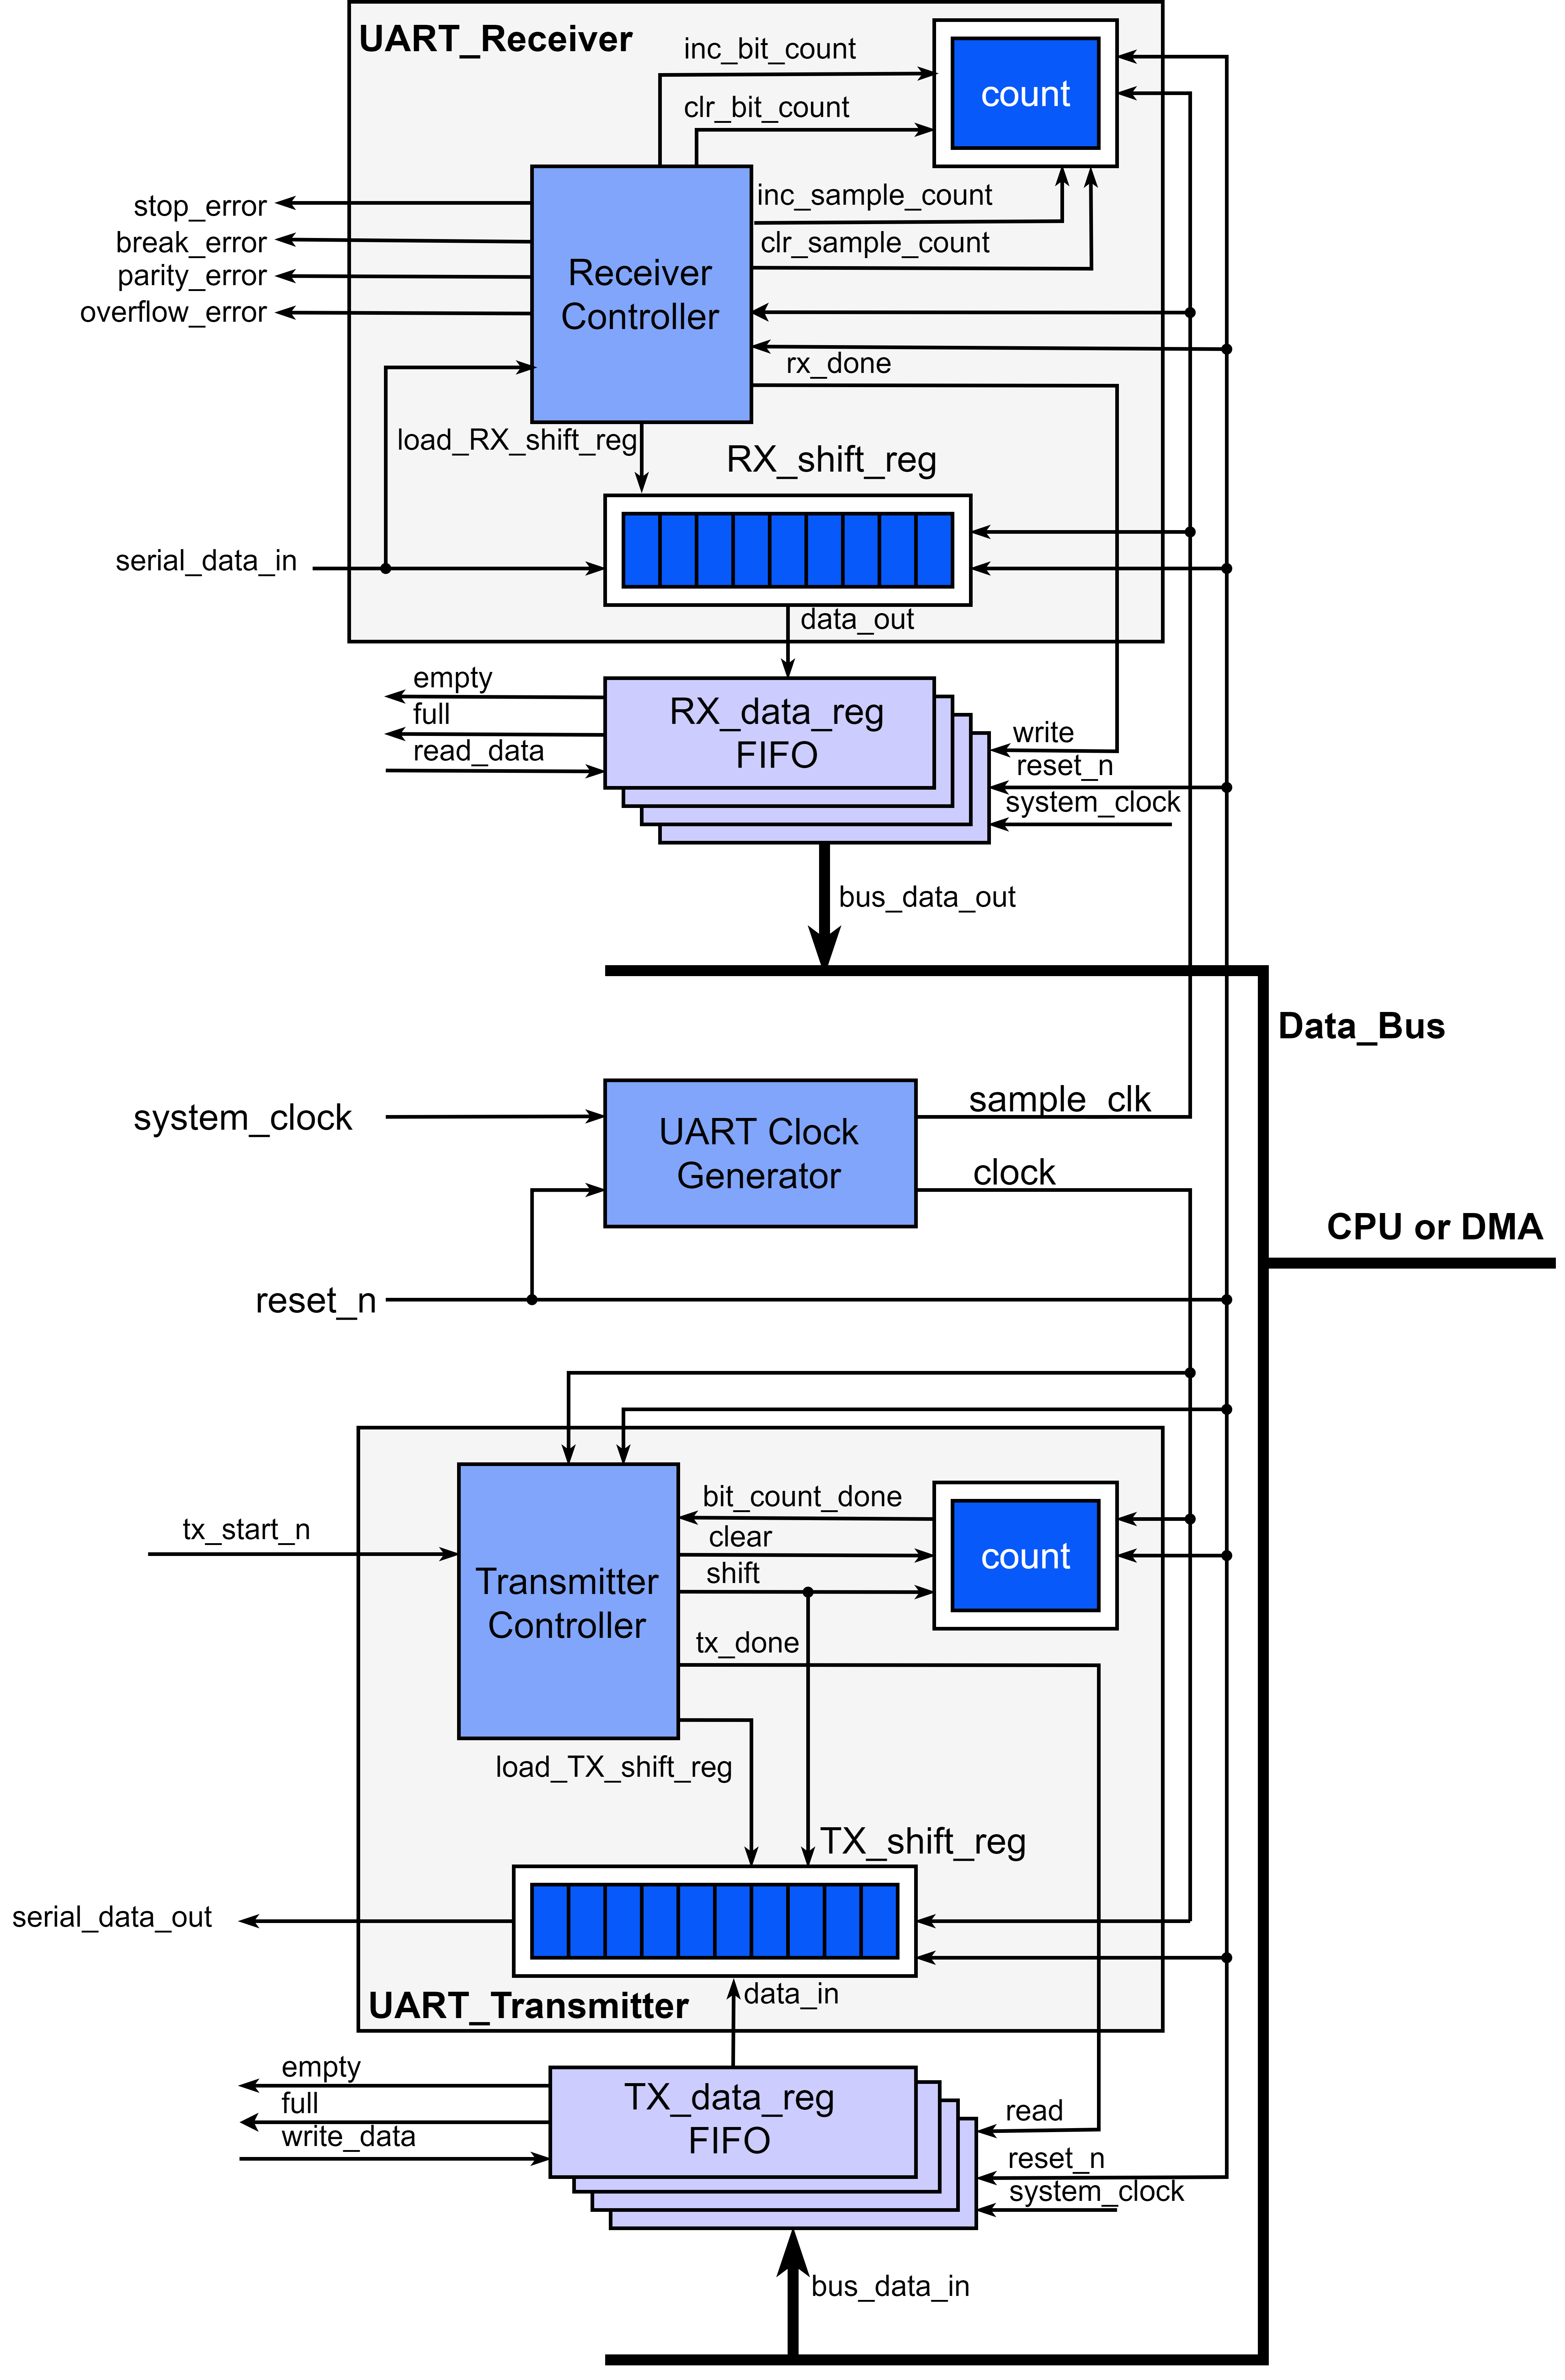 UART_Receiver
inc_bit_count
clr_bit_count
count
stop_error
break_error
parity_error
overflow_error
Receiver
Controller
inc_sample_count
clr_sample_count
rx_done
load_RX_shift_reg
RX_shift_reg
serial_data_in
data_out
empty
full
read_data
RX_data_reg
FIFO
write
reset_n
system_clock
bus_data_out
Data_Bus
system_clock
UART Clock
Generator
sample clk
clock
CPU or DMA
reset_n
tx_start_n
Transmitter
Controller
bit_count_done
clear
shift
count
tx_done
load_TX_shift_reg
TX_shift_reg
serial_data_out
UART_Transmitter
data_in
empty
full
write_data
TX_data_reg
FIFO
read
reset_n
system_clock
bus_data_in